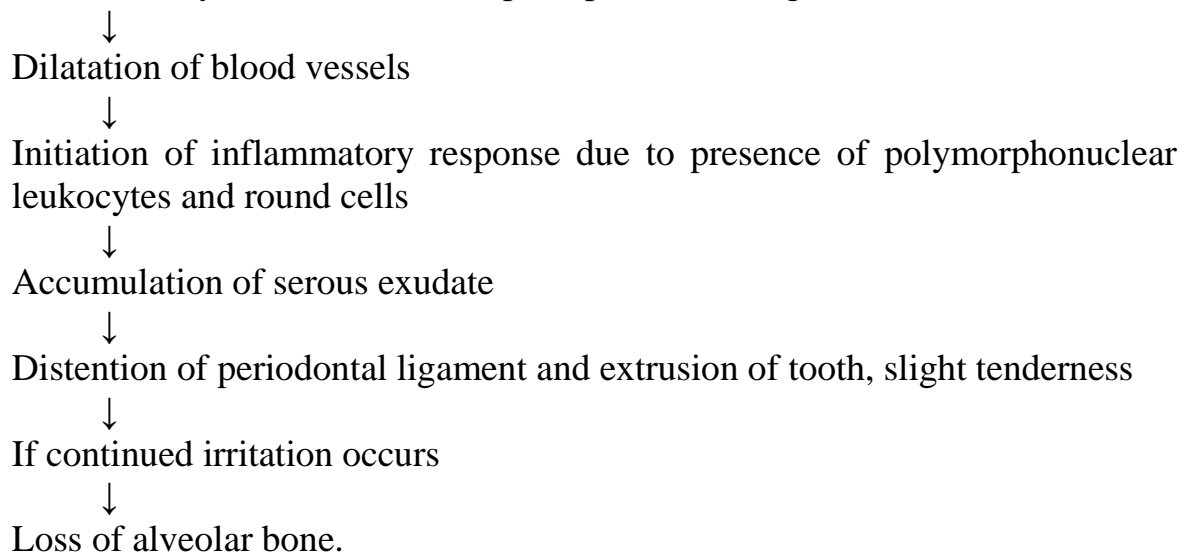 ↓
Dilatation of blood vessels
↓
Initiation of inflammatory response due to presence of polymorphonuclear
leukocytes and round cells
↓
Accumulation of serous exudate
↓
Distention of periodontal ligament and extrusion of tooth, slight tenderness
↓
If continued irritation occurs
↓
Loss of alveolar bone.